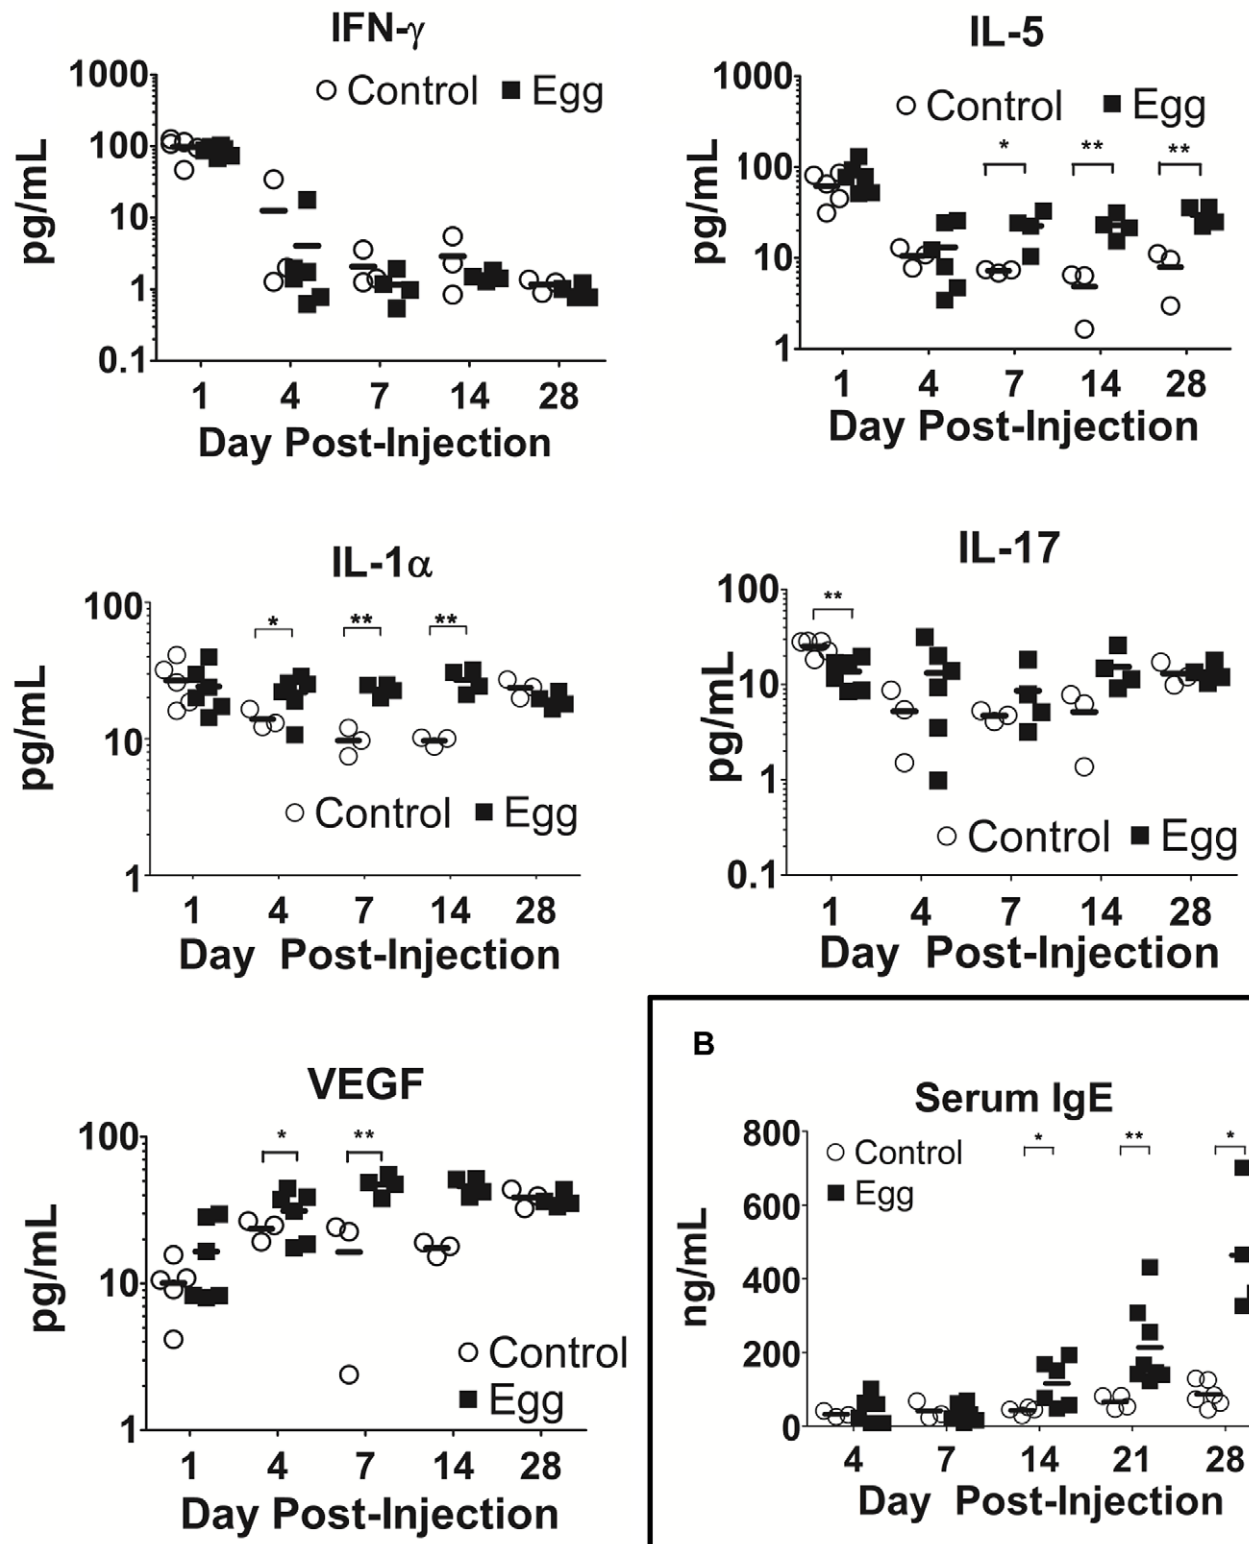 IFN-γ
1000
100
10
1
0.1
pg/mL
Control Egg
1 4 7 14 28
Day Post-Injection
IL-5
1000
100
10
1
pg/mL
Control Egg
* ** **
1 4 7 14 28
Day Post-Injection
IL-1α
100
10
1
pg/mL
* ** **
Control Egg
1 4 7 14 28
Day Post-Injection
IL-17
100
10
1
0.1
pg/mL
**
Control Egg
1 4 7 14 28
Day Post-Injection
VEGF
100
10
1
pg/mL
* **
Control
Egg
1 4 7 14 28
Day Post-Injection
B
Serum IgE
800
600
400
200
0
ng/mL
Control
Egg
* ** *
4 7 14 21 28
Day Post-Injection